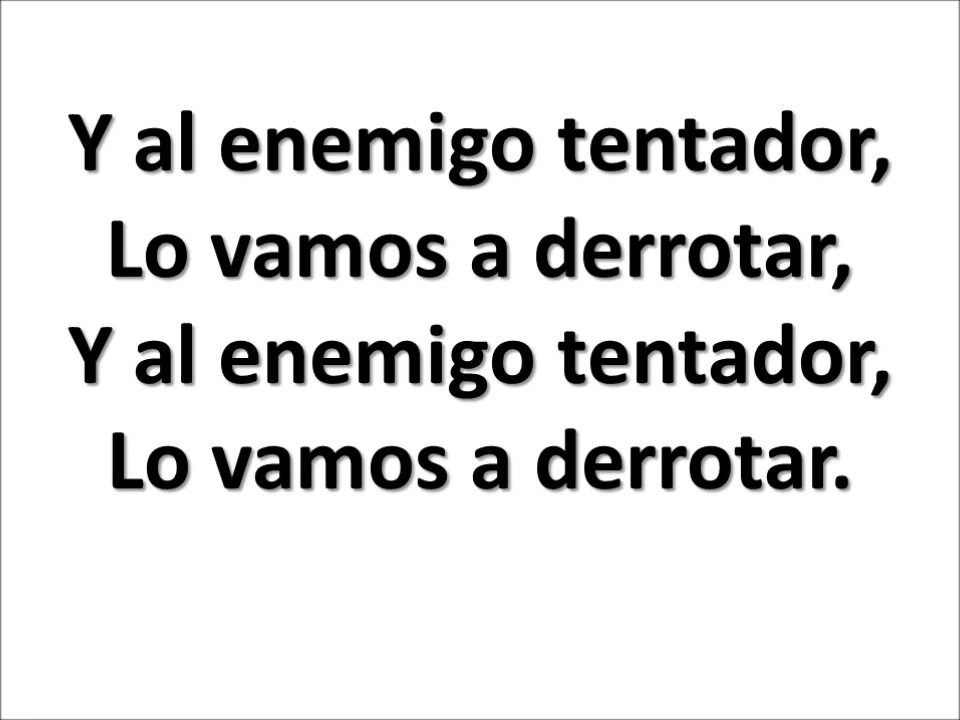 Y al enemigo tentador,
Lo vamos a derrotar,
Y al enemigo tentador,
Lo vamos a derrotar.